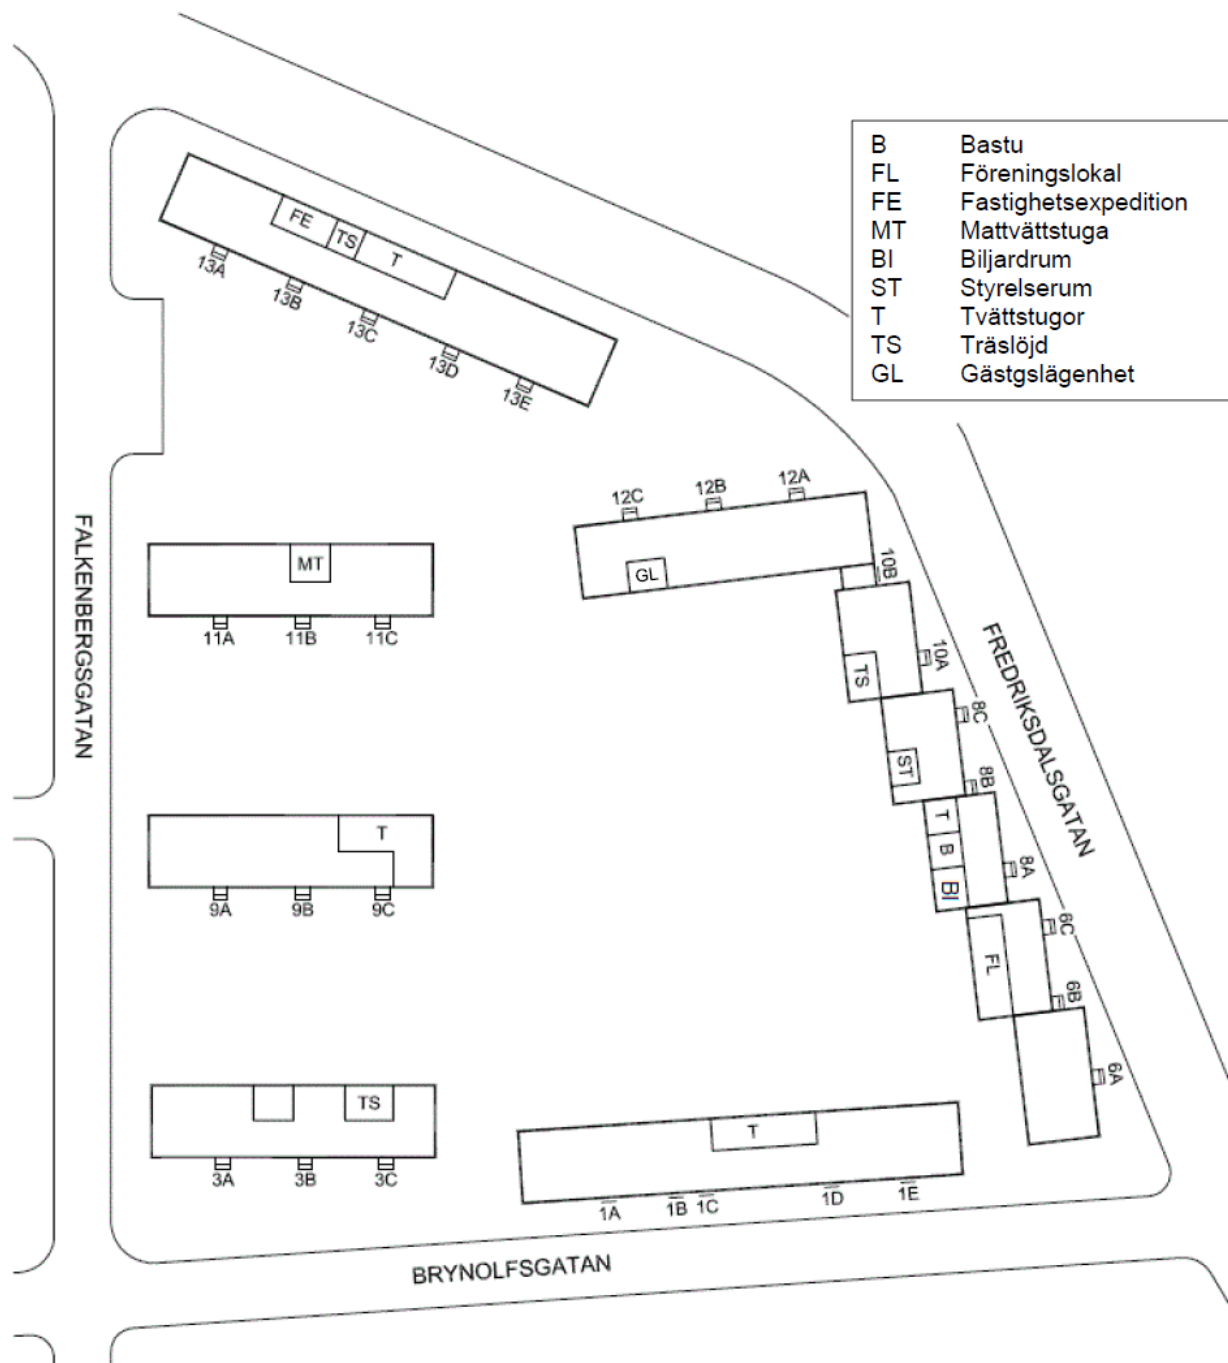 B Bastu
FL Föreningslokal
FE Fastighetsexpedition
MT Mattvättstuga
BI Biljardrum
ST Styrelserum
T Tvättstugor
TS Träslöjd
GL Gästgslägenhet
FE
TS
T
13A
13B
13C
13D
13E
12C
12B
12A
GL
10B
10A
TS
8C
ST
8B
T
B
BI
8A
6C
FL
6B
6A
FREDRIKSDALSGATAN
FALKENBERGSGATAN
MT
11A
11B
11C
T
9A
9B
9C
TS
3A
3B
3C
T
1A
1B
1C
1D
1E
BRYNOLFSGATAN